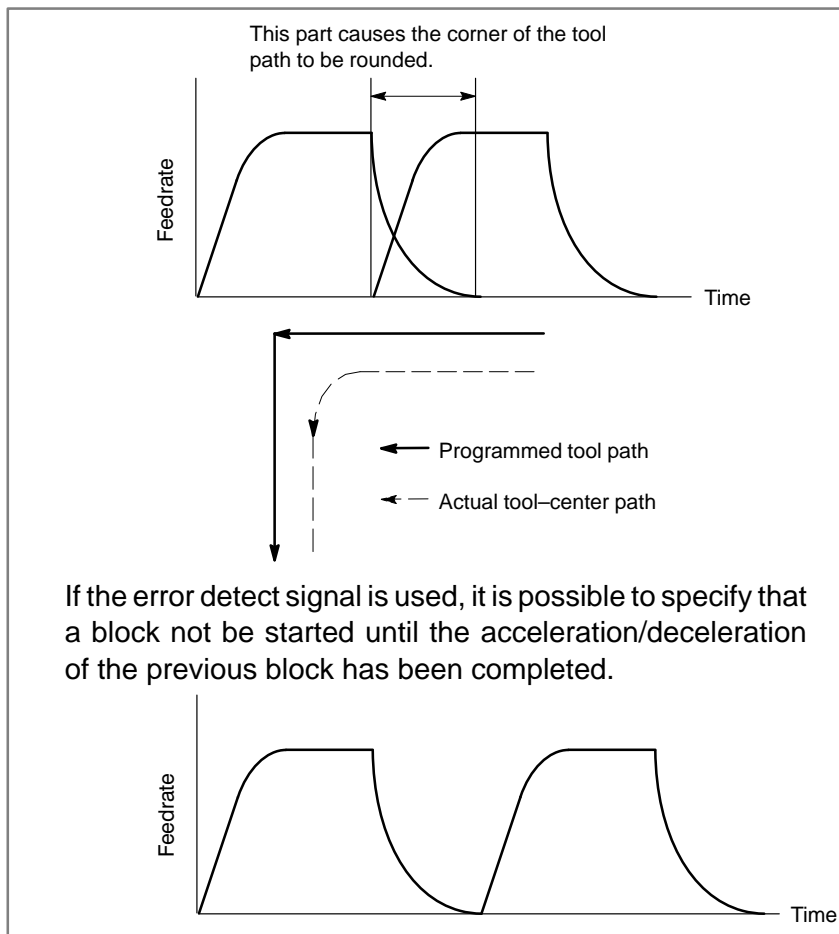 This part causes the corner of the tool
path to be rounded.
Feedrate
Time
Programmed tool path
Actual tool–center path
If the error detect signal is used, it is possible to specify that
a block not be started until the acceleration/deceleration
of the previous block has been completed.
Feedrate
Time